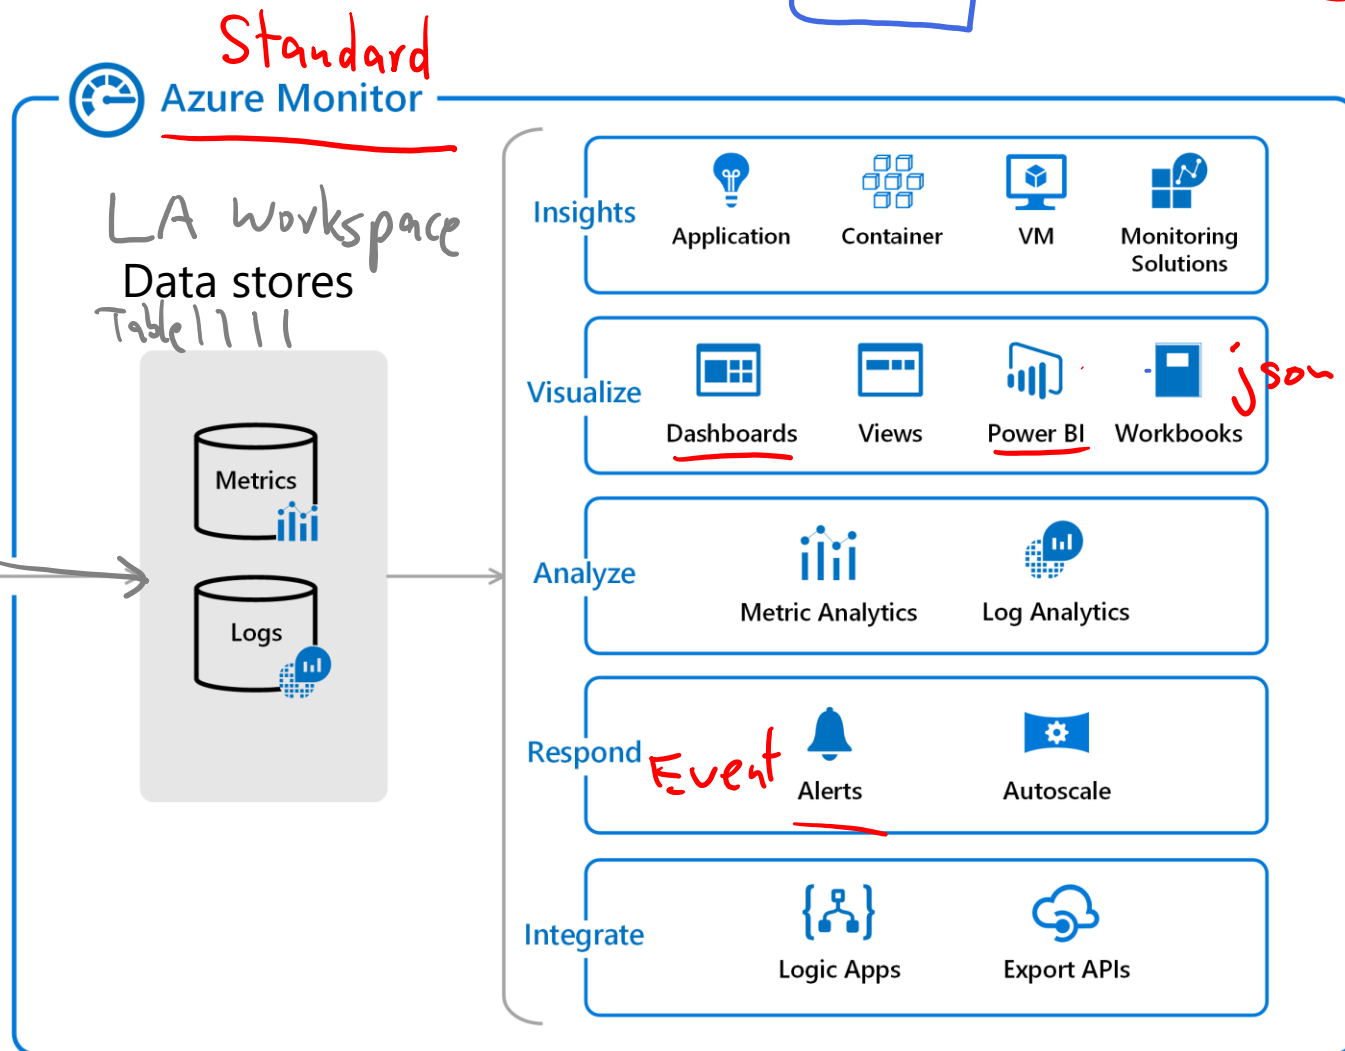 Standard
Azure Monitor
LA Workspace
Data stores
Table
Metrics
Logs
Insights
Application
Container
VM
Monitoring
Solutions
Visualize
Dashboards
Views
Power BI
Workbooks
json
Analyze
Metric Analytics
Log Analytics
Respond
Event
Alerts
Autoscale
Integrate
Logic Apps
Export APIs